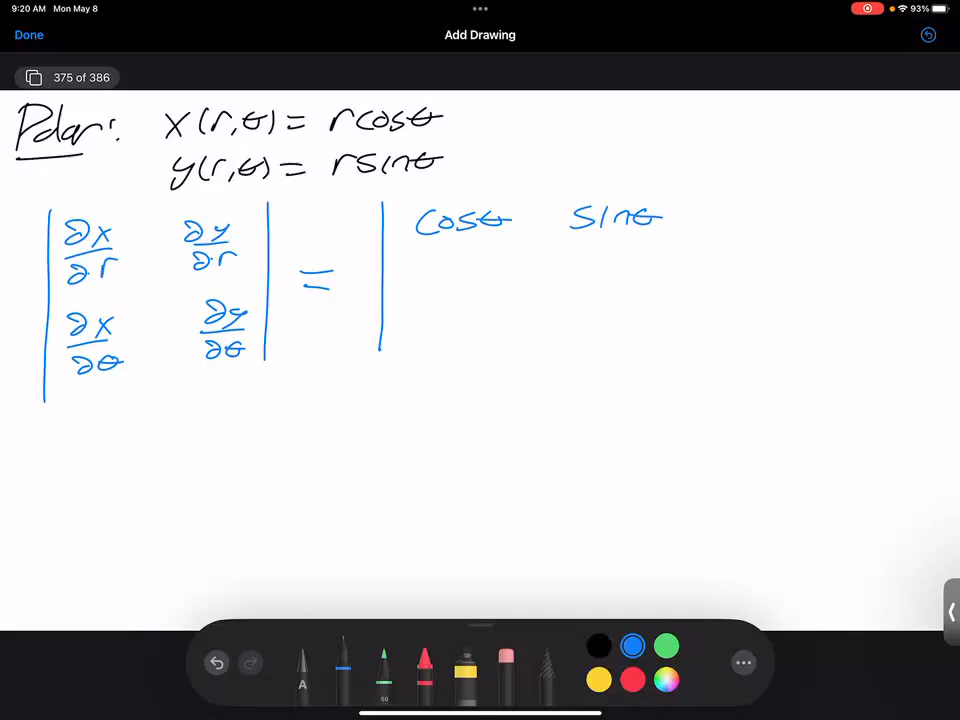 9:20 AM Mon May 8
93%
Done
Add Drawing
375 of 386
Polar: x(r,θ) = rcosθ
y(r,θ) = rsinθ
| ∂x/∂r ∂y/∂r | = | cosθ sinθ
| ∂x/∂θ ∂y/∂θ |
A
50